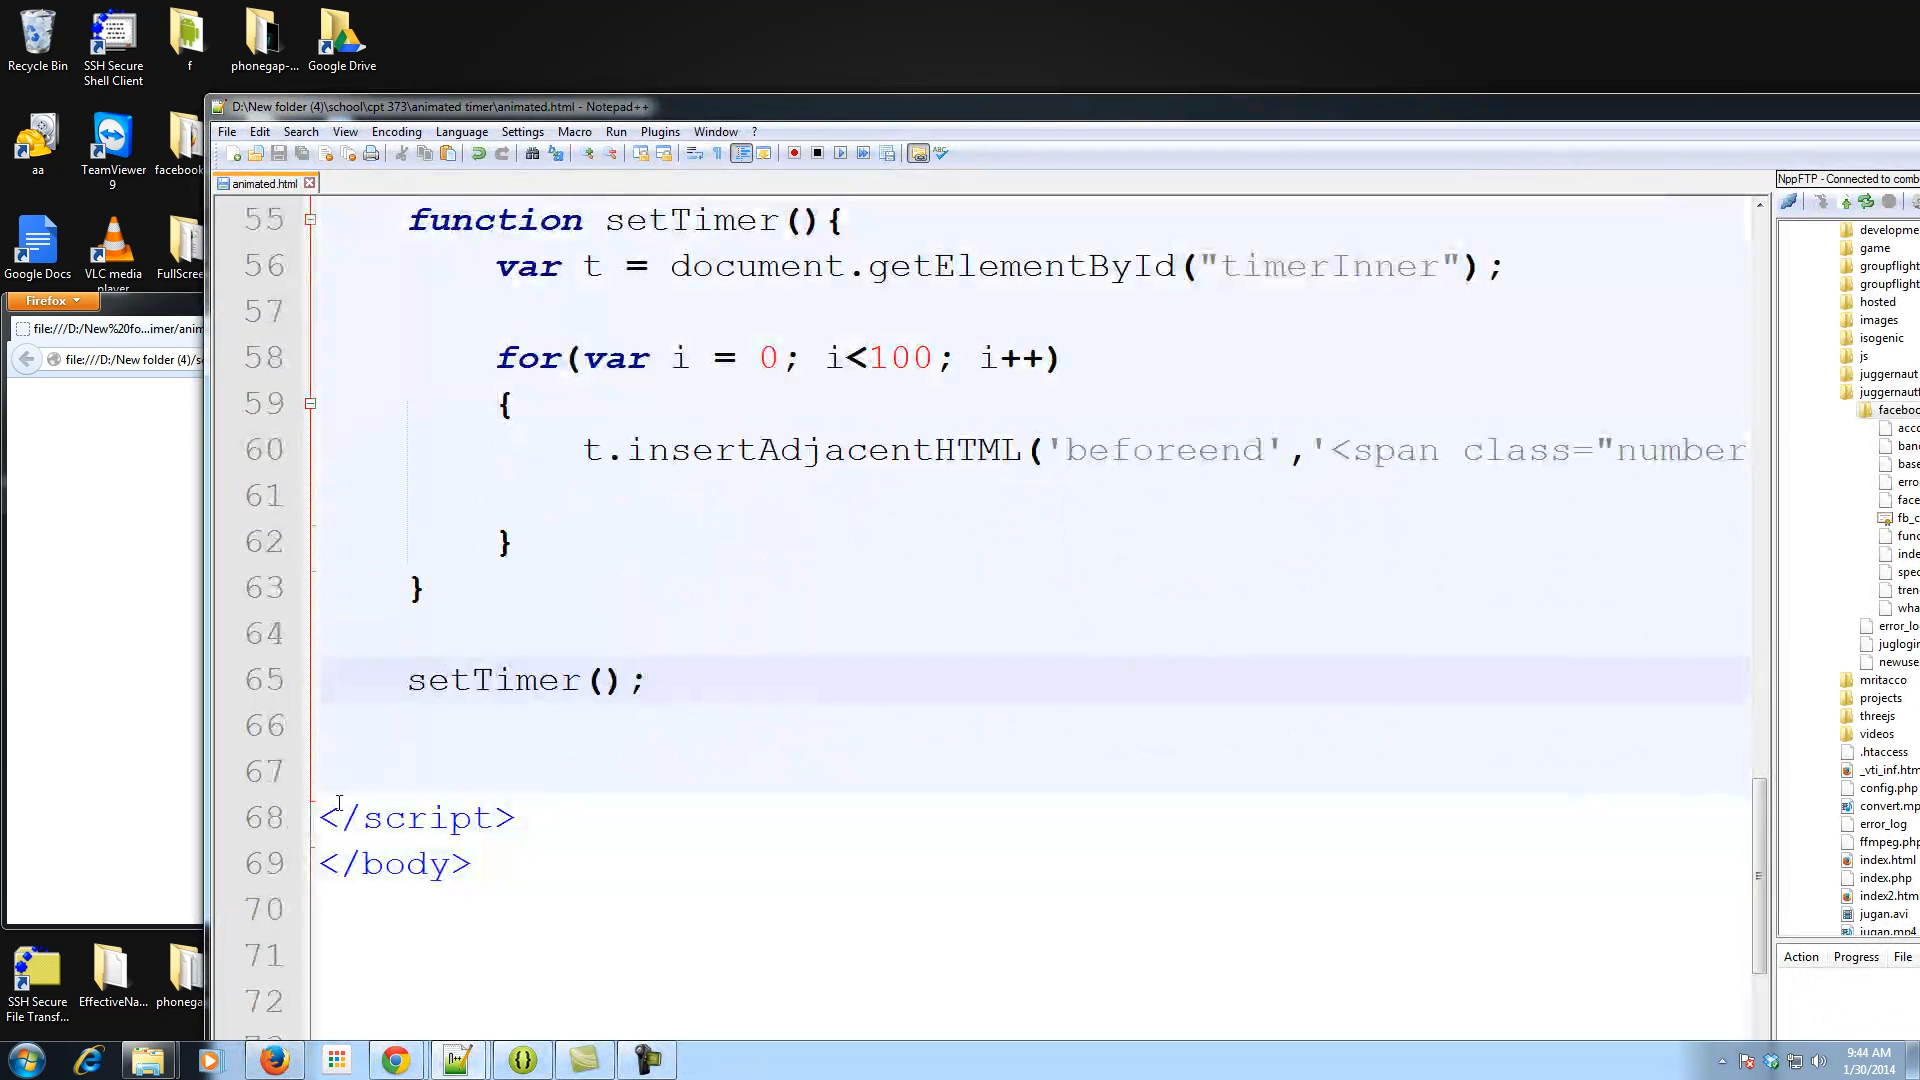 Recycle Bin
SSH Secure Shell Client
f
phonegap-...
Google Drive
aa
TeamViewer 9
facebook
Google Docs
VLC media player
FullScree
Firefox
file:///D:/New%20fo...imer/anim
file:///D:/New folder (4)/s
D:\New folder (4)\school\cpt 373\animated timer\animated.html - Notepad++
File Edit Search View Encoding Language Settings Macro Run Plugins Window ?
animated.html
55 function setTimer(){
56 var t = document.getElementById("timerInner");
57
58 for(var i = 0; i<100; i++)
59 {
60 t.insertAdjacentHTML('beforeend','<span class="number
61
62 }
63 }
64
65 setTimer();
66
67
68 </script>
69 </body>
70
71
72
NppFTP - Connected to comb
developme
game
groupflight
groupflight
hosted
images
isogenic
js
juggernaut
juggernautf
faceboo
acco
banc
base
erro
face
fb_c
func
inde
spec
tren
wha
error_lo
juglogin
newuse
mritacco
projects
threejs
videos
.htaccess
_vti_inf.htm
config.php
convert.mp
error_log
ffmpeg.php
index.html
index.php
index2.htm
jugan.avi
jugan.mp4
Action Progress File
SSH Secure File Transf...
EffectiveNa...
phonega
9:44 AM
1/30/2014